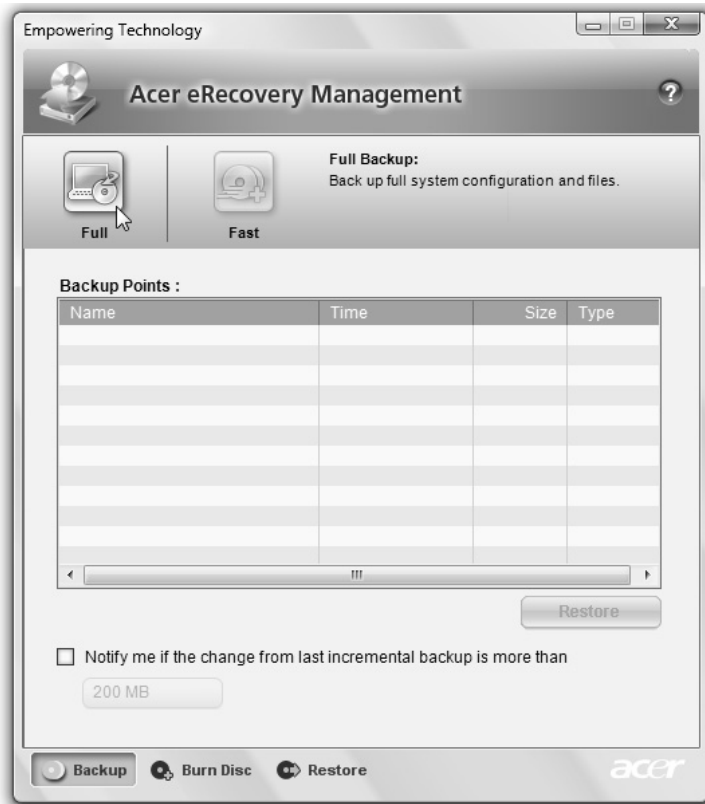 Empowering Technology
Acer eRecovery Management
?
Full Backup:
Back up full system configuration and files.
Full
Fast
Backup Points :
Name Time Size Type
Restore
Notify me if the change from last incremental backup is more than
200 MB
Backup Burn Disc Restore acer